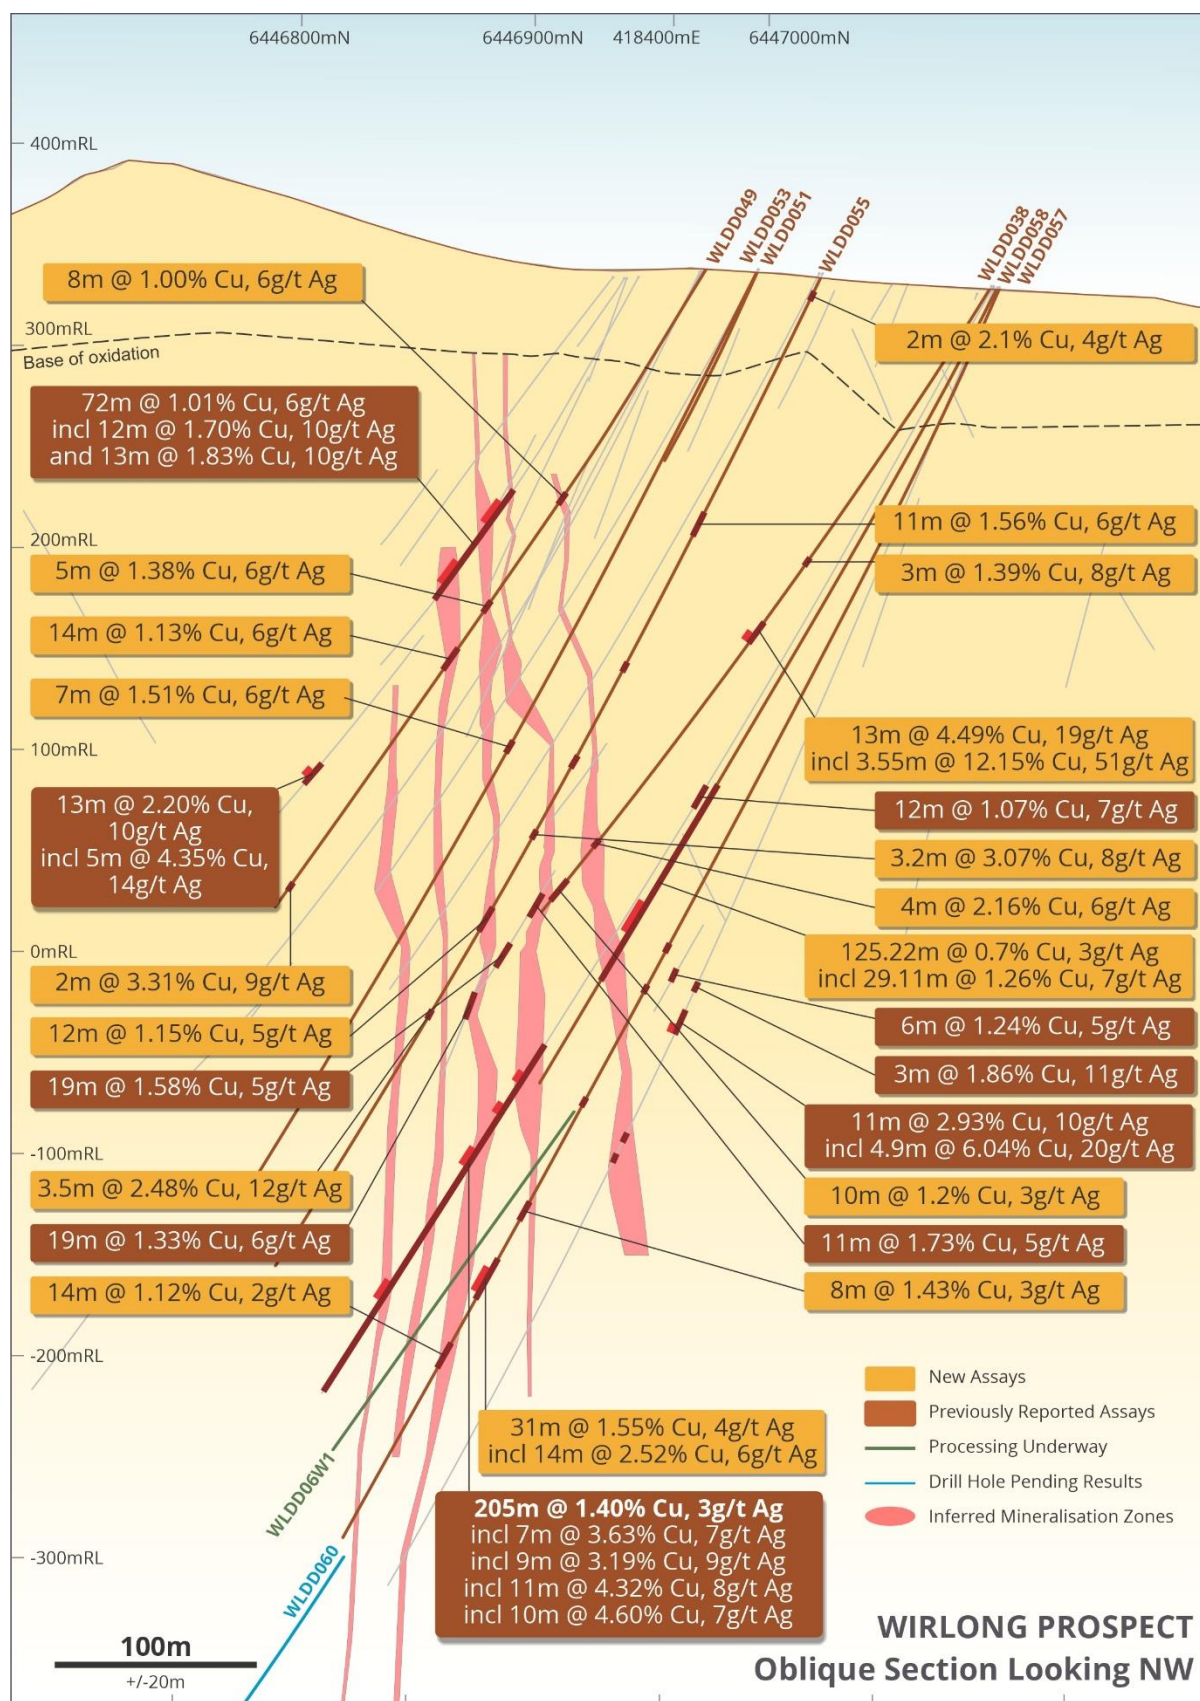 6446800mN
6446900mN
418400mE
6447000mN
400mRL
WLDD049
WLDD053
WLDD051
WLDD055
WLDD038
WLDD058
WLDD057
8m @ 1.00% Cu, 6g/t Ag
300mRL
Base of oxidation
2m @ 2.1% Cu, 4g/t Ag
72m @ 1.01% Cu, 6g/t Ag
incl 12m @ 1.70% Cu, 10g/t Ag
and 13m @ 1.83% Cu, 10g/t Ag
11m @ 1.56% Cu, 6g/t Ag
200mRL
5m @ 1.38% Cu, 6g/t Ag
3m @ 1.39% Cu, 8g/t Ag
14m @ 1.13% Cu, 6g/t Ag
7m @ 1.51% Cu, 6g/t Ag
100mRL
13m @ 4.49% Cu, 19g/t Ag
incl 3.55m @ 12.15% Cu, 51g/t Ag
13m @ 2.20% Cu,
10g/t Ag
incl 5m @ 4.35% Cu,
14g/t Ag
12m @ 1.07% Cu, 7g/t Ag
3.2m @ 3.07% Cu, 8g/t Ag
4m @ 2.16% Cu, 6g/t Ag
0mRL
125.22m @ 0.7% Cu, 3g/t Ag
incl 29.11m @ 1.26% Cu, 7g/t Ag
2m @ 3.31% Cu, 9g/t Ag
12m @ 1.15% Cu, 5g/t Ag
6m @ 1.24% Cu, 5g/t Ag
19m @ 1.58% Cu, 5g/t Ag
3m @ 1.86% Cu, 11g/t Ag
11m @ 2.93% Cu, 10g/t Ag
incl 4.9m @ 6.04% Cu, 20g/t Ag
-100mRL
3.5m @ 2.48% Cu, 12g/t Ag
10m @ 1.2% Cu, 3g/t Ag
19m @ 1.33% Cu, 6g/t Ag
11m @ 1.73% Cu, 5g/t Ag
14m @ 1.12% Cu, 2g/t Ag
8m @ 1.43% Cu, 3g/t Ag
-200mRL
New Assays
Previously Reported Assays
Processing Underway
Drill Hole Pending Results
Inferred Mineralisation Zones
31m @ 1.55% Cu, 4g/t Ag
incl 14m @ 2.52% Cu, 6g/t Ag
WLDD06W1
205m @ 1.40% Cu, 3g/t Ag
incl 7m @ 3.63% Cu, 7g/t Ag
incl 9m @ 3.19% Cu, 9g/t Ag
incl 11m @ 4.32% Cu, 8g/t Ag
incl 10m @ 4.60% Cu, 7g/t Ag
-300mRL
WLDD060
100m
+/-20m
WIRLONG PROSPECT
Oblique Section Looking NW